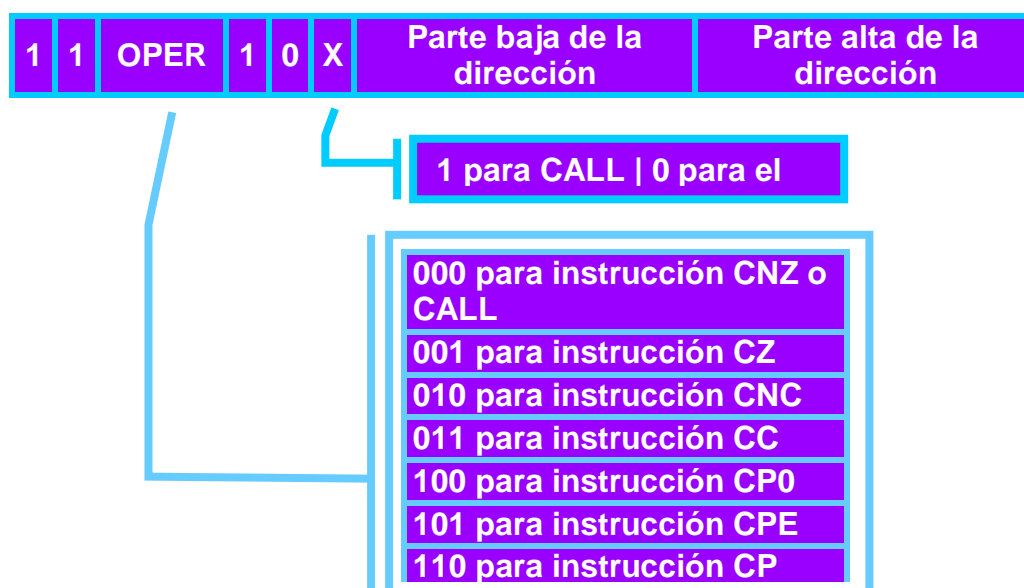 1 1 OPER 1 0 X Parte baja de la dirección Parte alta de la dirección
1 para CALL | 0 para el
000 para instrucción CNZ o
CALL
001 para instrucción CZ
010 para instrucción CNC
011 para instrucción CC
100 para instrucción CP0
101 para instrucción CPE
110 para instrucción CP